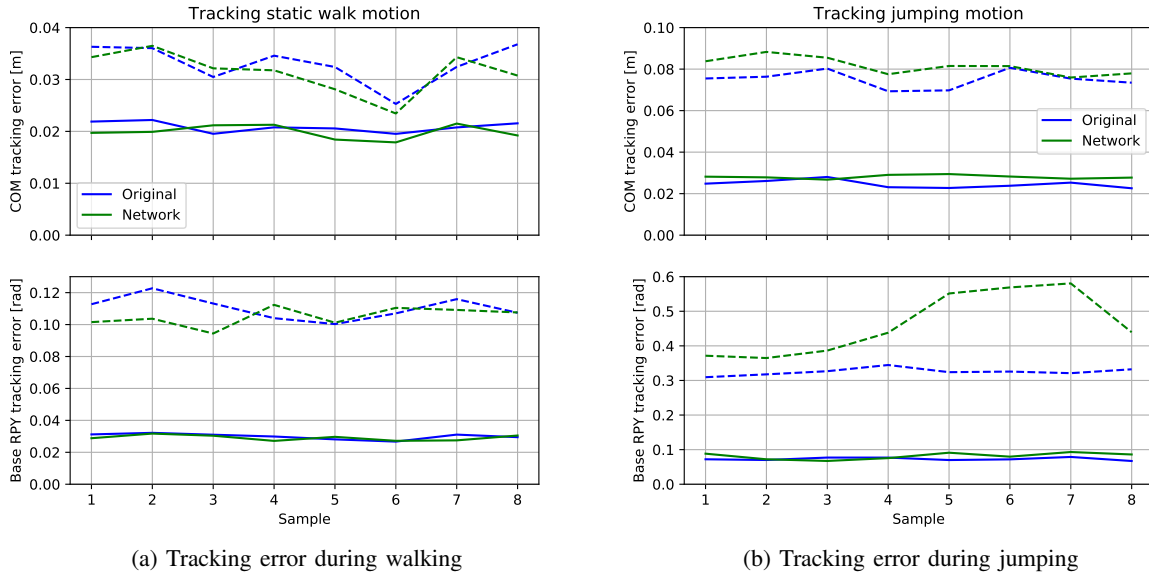 Tracking static walk motion
0.04
0.03
0.02
0.01
0.00
COM tracking error [m]
Original
Network
0.12
0.10
0.08
0.06
0.04
0.02
0.00
Base RPY tracking error [rad]
1 2 3 4 5 6 7 8
Sample
(a) Tracking error during walking
Tracking jumping motion
0.10
0.08
0.06
0.04
0.02
0.00
COM tracking error [m]
Original
Network
0.6
0.5
0.4
0.3
0.2
0.1
0.0
Base RPY tracking error [rad]
1 2 3 4 5 6 7 8
Sample
(b) Tracking error during jumping